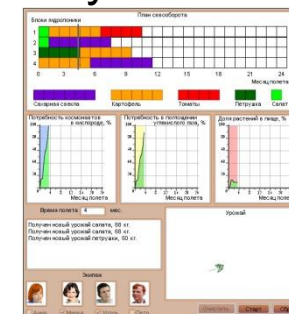 План севооборота
Блоки гидропоники
1
2
3
4
0 3 6 9 12 15 18 21 24
Месяц полета
Сахарная свекла Картофель Томаты Петрушка Салат
Потребность космонавтов в кислороде, %
Потребность в поглощении углекислого газа, %
Доля растений в пище, %
Месяц полета
Месяц полета
Месяц полета
Время полета 4 мес.
Урожай
Получен новый урожай салата, 68 кг.
Получен новый урожай салата, 68 кг.
Получен новый урожай петрушки, 60 кг.
Экипаж
Очистить Старт